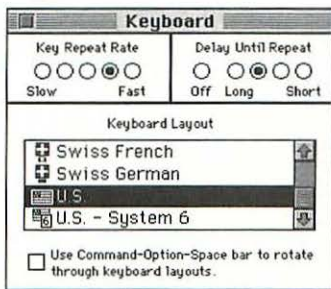 Keyboard
Key Repeat Rate
Slow Fast
Delay Until Repeat
Off Long Short
Keyboard Layout
Swiss French
Swiss German
U.S.
U.S. - System 6
Use Command-Option-Space bar to rotate
through keyboard layouts.